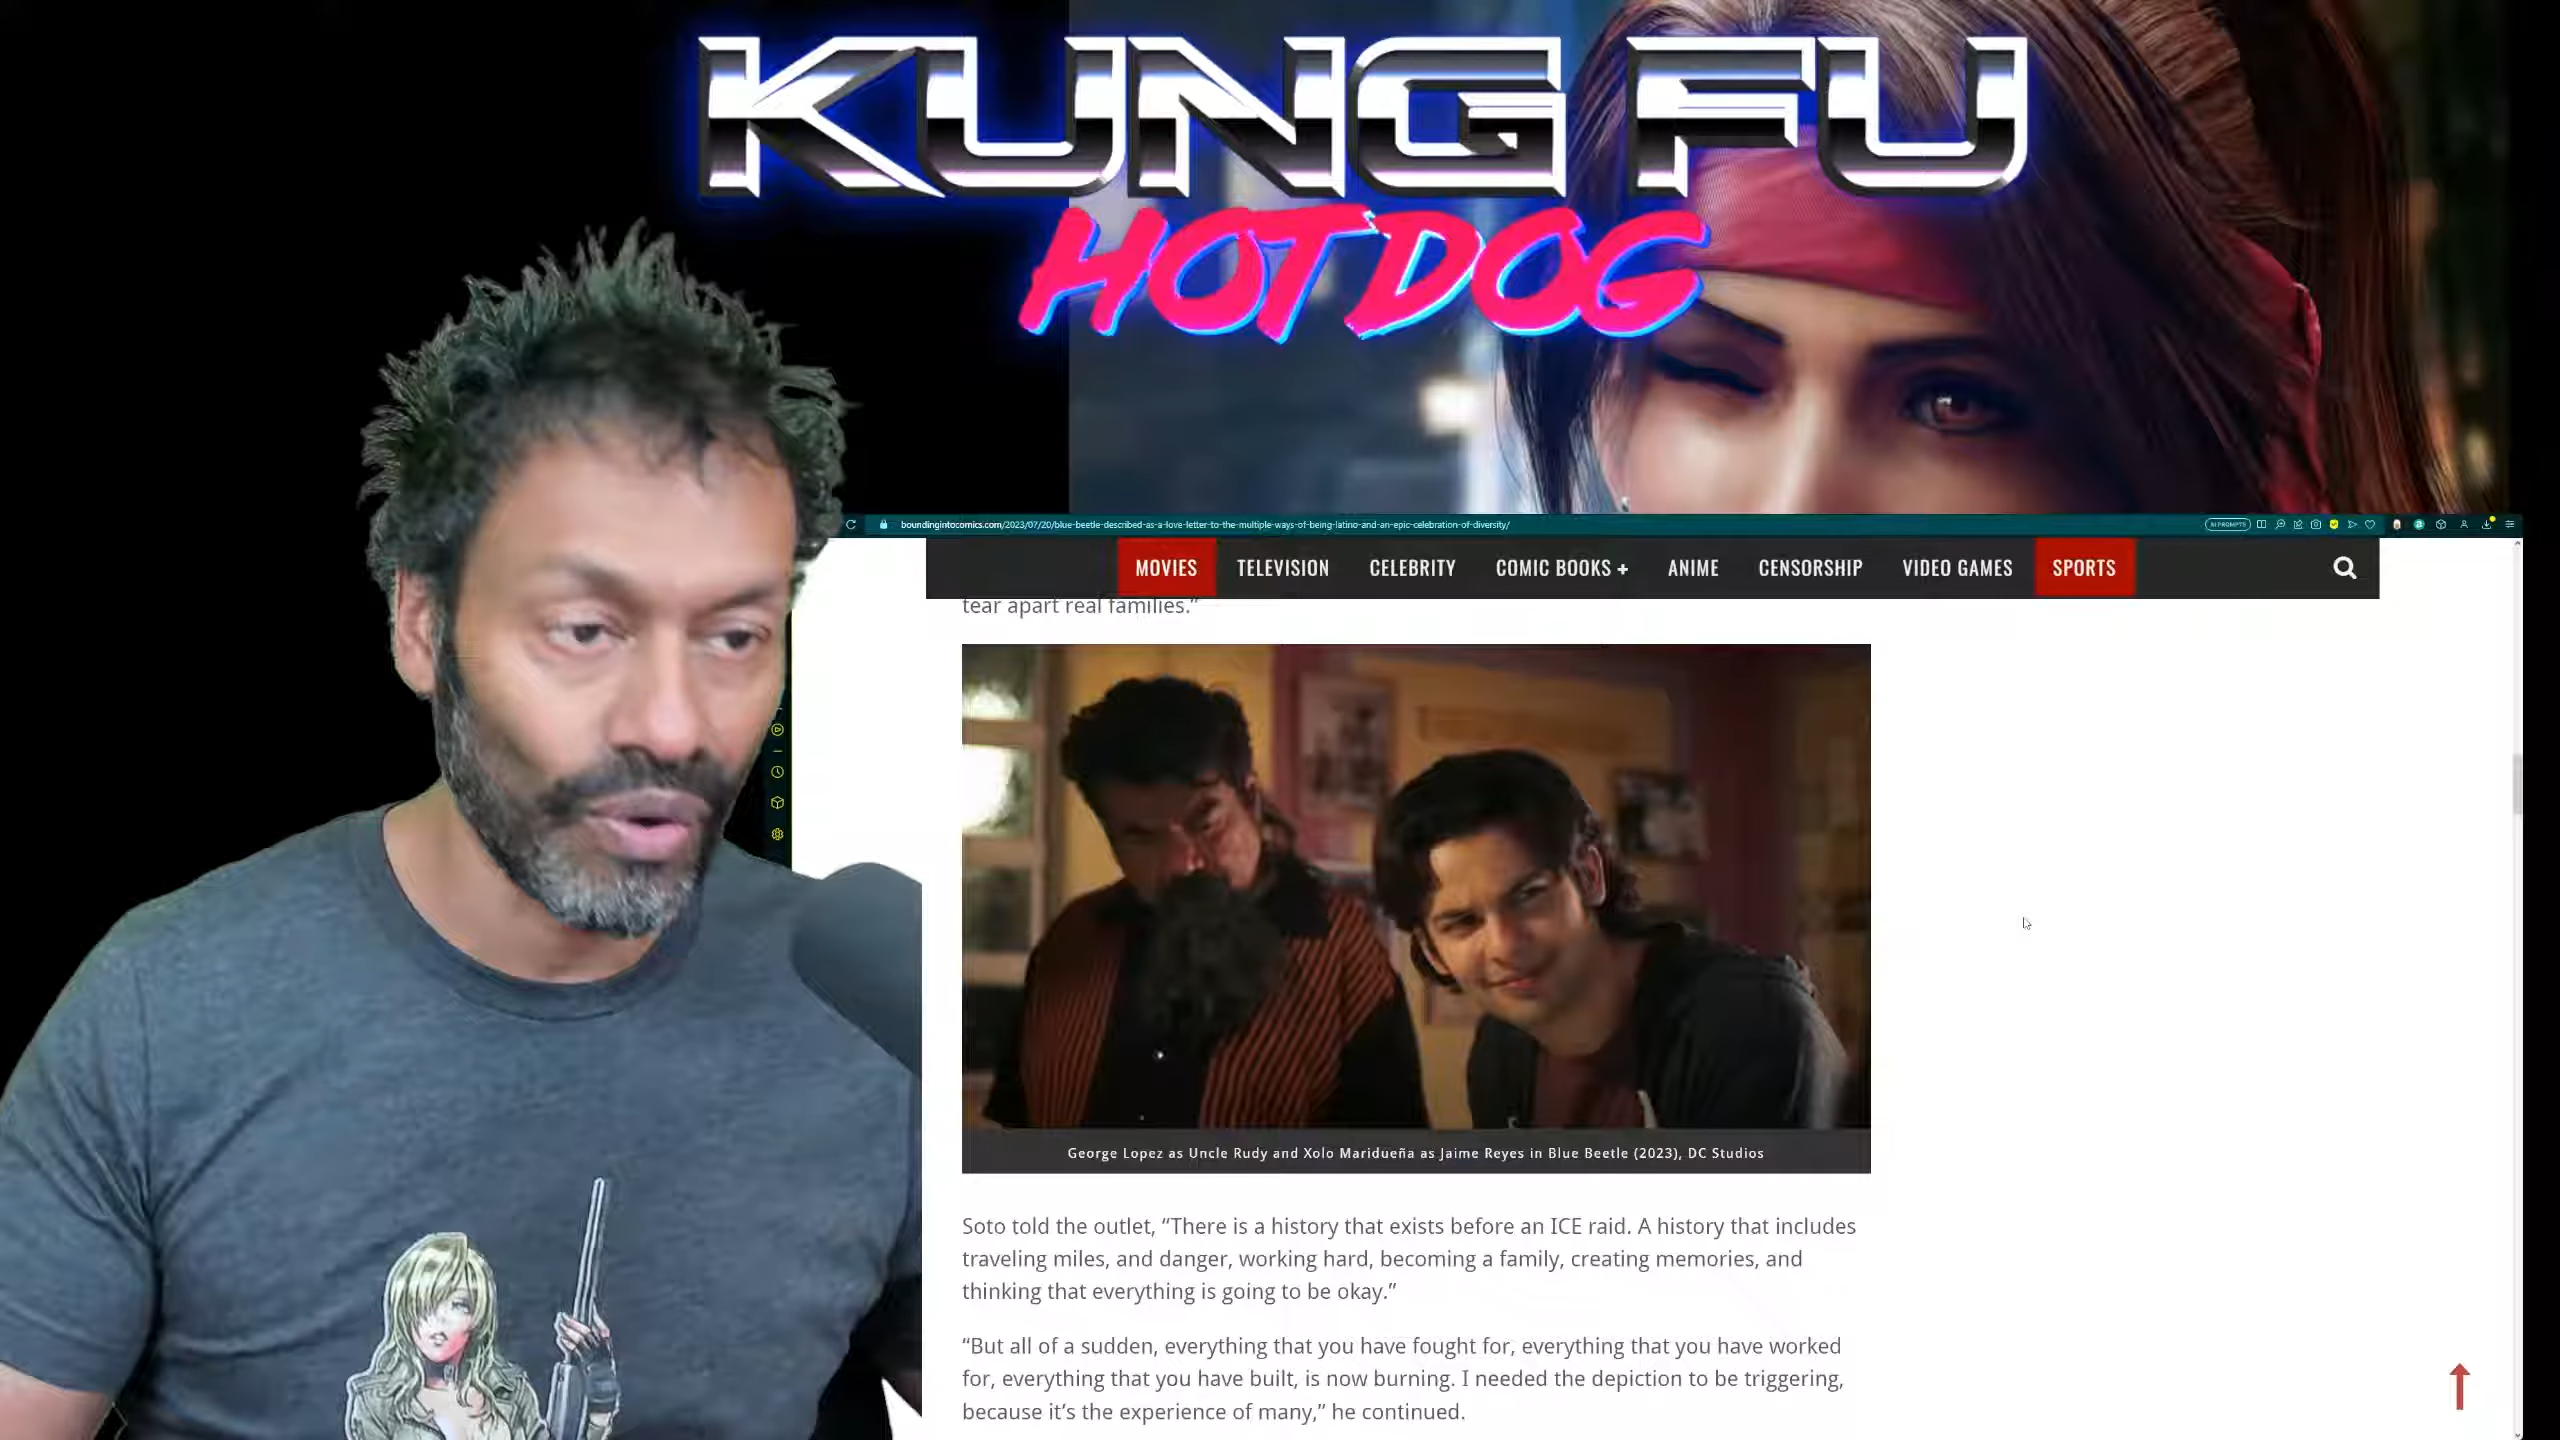 KUNG FU
HOT DOG
boundingintocomics.com/2023/07/20/blue-beetle-described-as-a-love-letter-to-the-multiple-ways-of-being-latino-and-an-epic-celebration-of-diversity/
AI PROMPTS
MOVIES TELEVISION CELEBRITY COMIC BOOKS + ANIME CENSORSHIP VIDEO GAMES SPORTS
tear apart real families.”
George Lopez as Uncle Rudy and Xolo Maridueña as Jaime Reyes in Blue Beetle (2023), DC Studios
Soto told the outlet, “There is a history that exists before an ICE raid. A history that includes
traveling miles, and danger, working hard, becoming a family, creating memories, and
thinking that everything is going to be okay.”
“But all of a sudden, everything that you have fought for, everything that you have worked
for, everything that you have built, is now burning. I needed the depiction to be triggering,
because it’s the experience of many,” he continued.